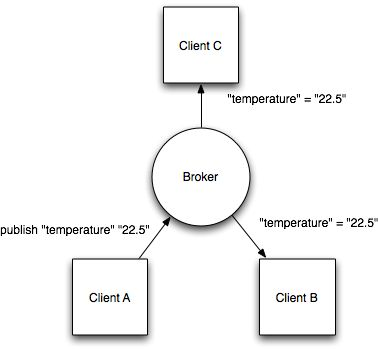 Client C
"temperature" = "22.5"
Broker
publish "temperature" "22.5"
"temperature" = "22.5"
Client A
Client B